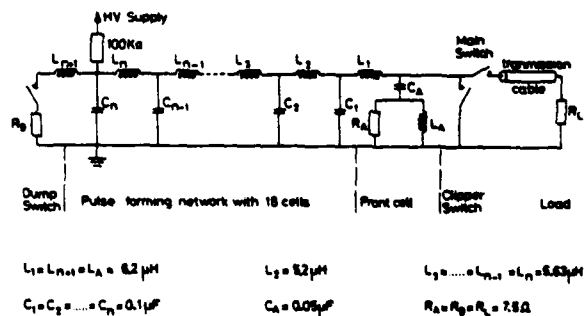 HV Supply
100KΩ
Main
Switch
Ln+1 Ln Ln-1 L3 L2 L1
transmission
cable
CA
RD Cn Cn-1 C2 C1 RA LA RL
Dump
Switch
Pulse forming network with 18 cells
Front cell
Clipper
Switch
Load
L1 = Ln+1 = LA = 6,2 μH
L2 = 5,2 μH
L3 = ..... = Ln-1 = Ln = 5,63 μH
C1 = C2 = ..... = Cn = 0,1 μF
CA = 0,05 μF
RA = RD = RL = 7,5 Ω